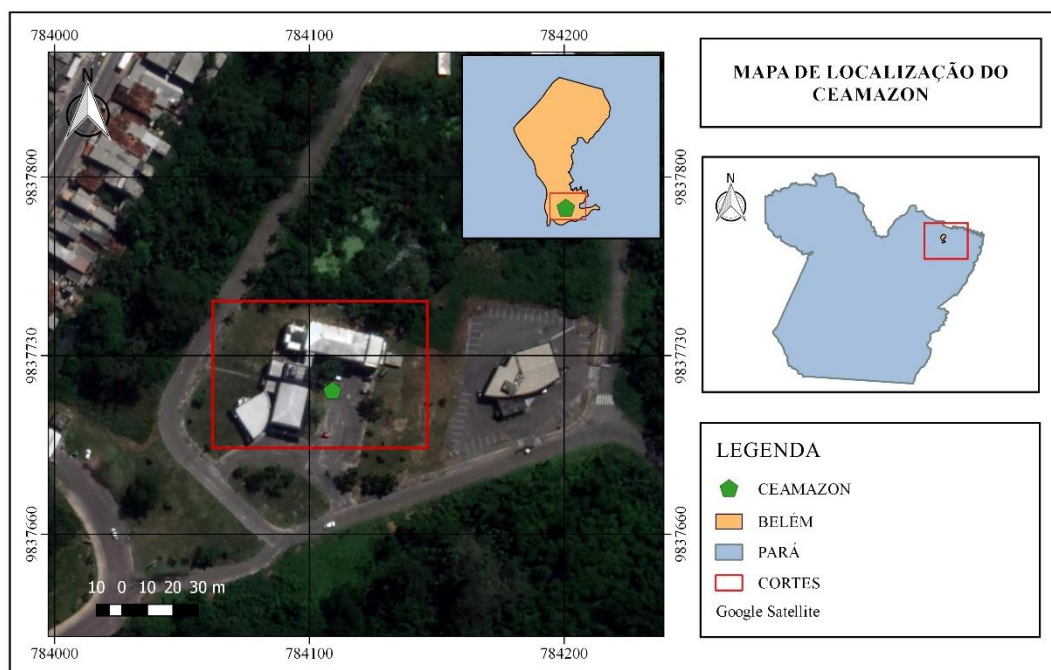 784000
784100
784200
N
9837800
9837800
9837730
9837730
9837660
9837660
10 0 10 20 30 m
784000
784100
784200
MAPA DE LOCALIZAÇÃO DO
CEAMAZON
N
LEGENDA
CEAMAZON
BELÉM
PARÁ
CORTES
Google Satellite